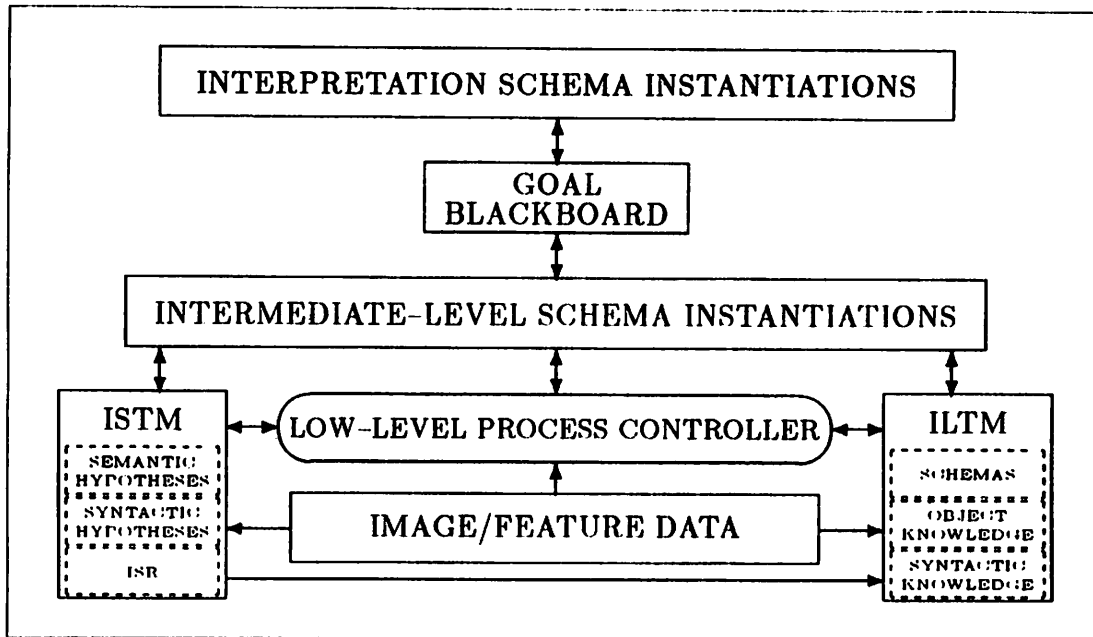 INTERPRETATION SCHEMA INSTANTIATIONS
GOAL
BLACKBOARD
INTERMEDIATE-LEVEL SCHEMA INSTANTIATIONS
ISTM
SEMANTIC
HYPOTHESES
SYNTACTIC
HYPOTHESES
ISR
LOW-LEVEL PROCESS CONTROLLER
IMAGE/FEATURE DATA
ILTM
SCHEMAS
OBJECT
KNOWLEDGE
SYNTACTIC
KNOWLEDGE